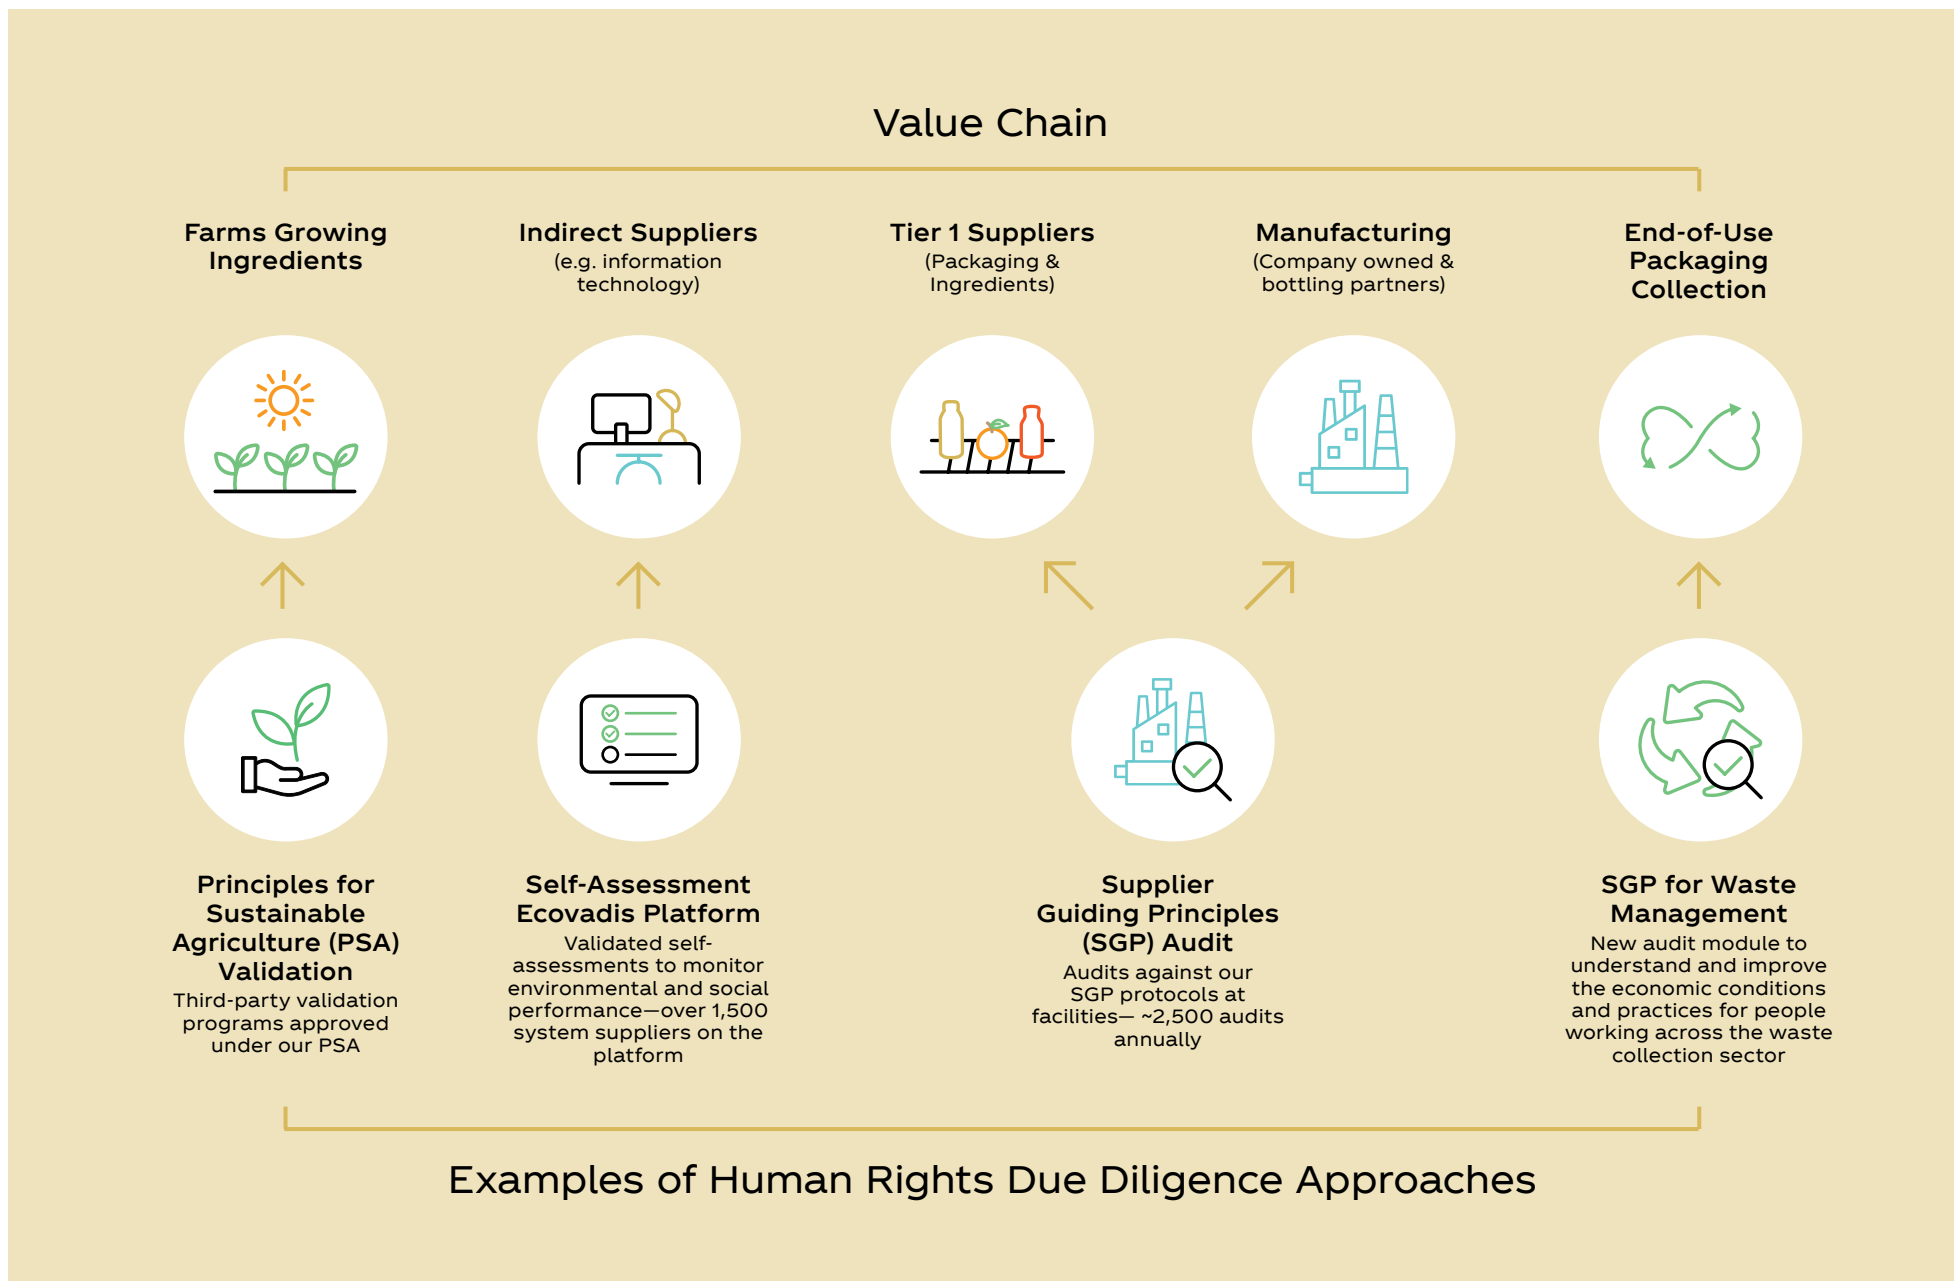 Value Chain
Farms Growing
Ingredients
Indirect Suppliers
(e.g. information
technology)
Tier 1 Suppliers
(Packaging &
Ingredients)
Manufacturing
(Company owned &
bottling partners)
End-of-Use
Packaging
Collection
Principles for
Sustainable
Agriculture (PSA)
Validation
Third-party validation
programs approved
under our PSA
Self-Assessment
Ecovadis Platform
Validated self-
assessments to monitor
environmental and social
performance—over 1,500
system suppliers on the
platform
Supplier
Guiding Principles
(SGP) Audit
Audits against our
SGP protocols at
facilities— ~2,500 audits
annually
SGP for Waste
Management
New audit module to
understand and improve
the economic conditions
and practices for people
working across the waste
collection sector
Examples of Human Rights Due Diligence Approaches